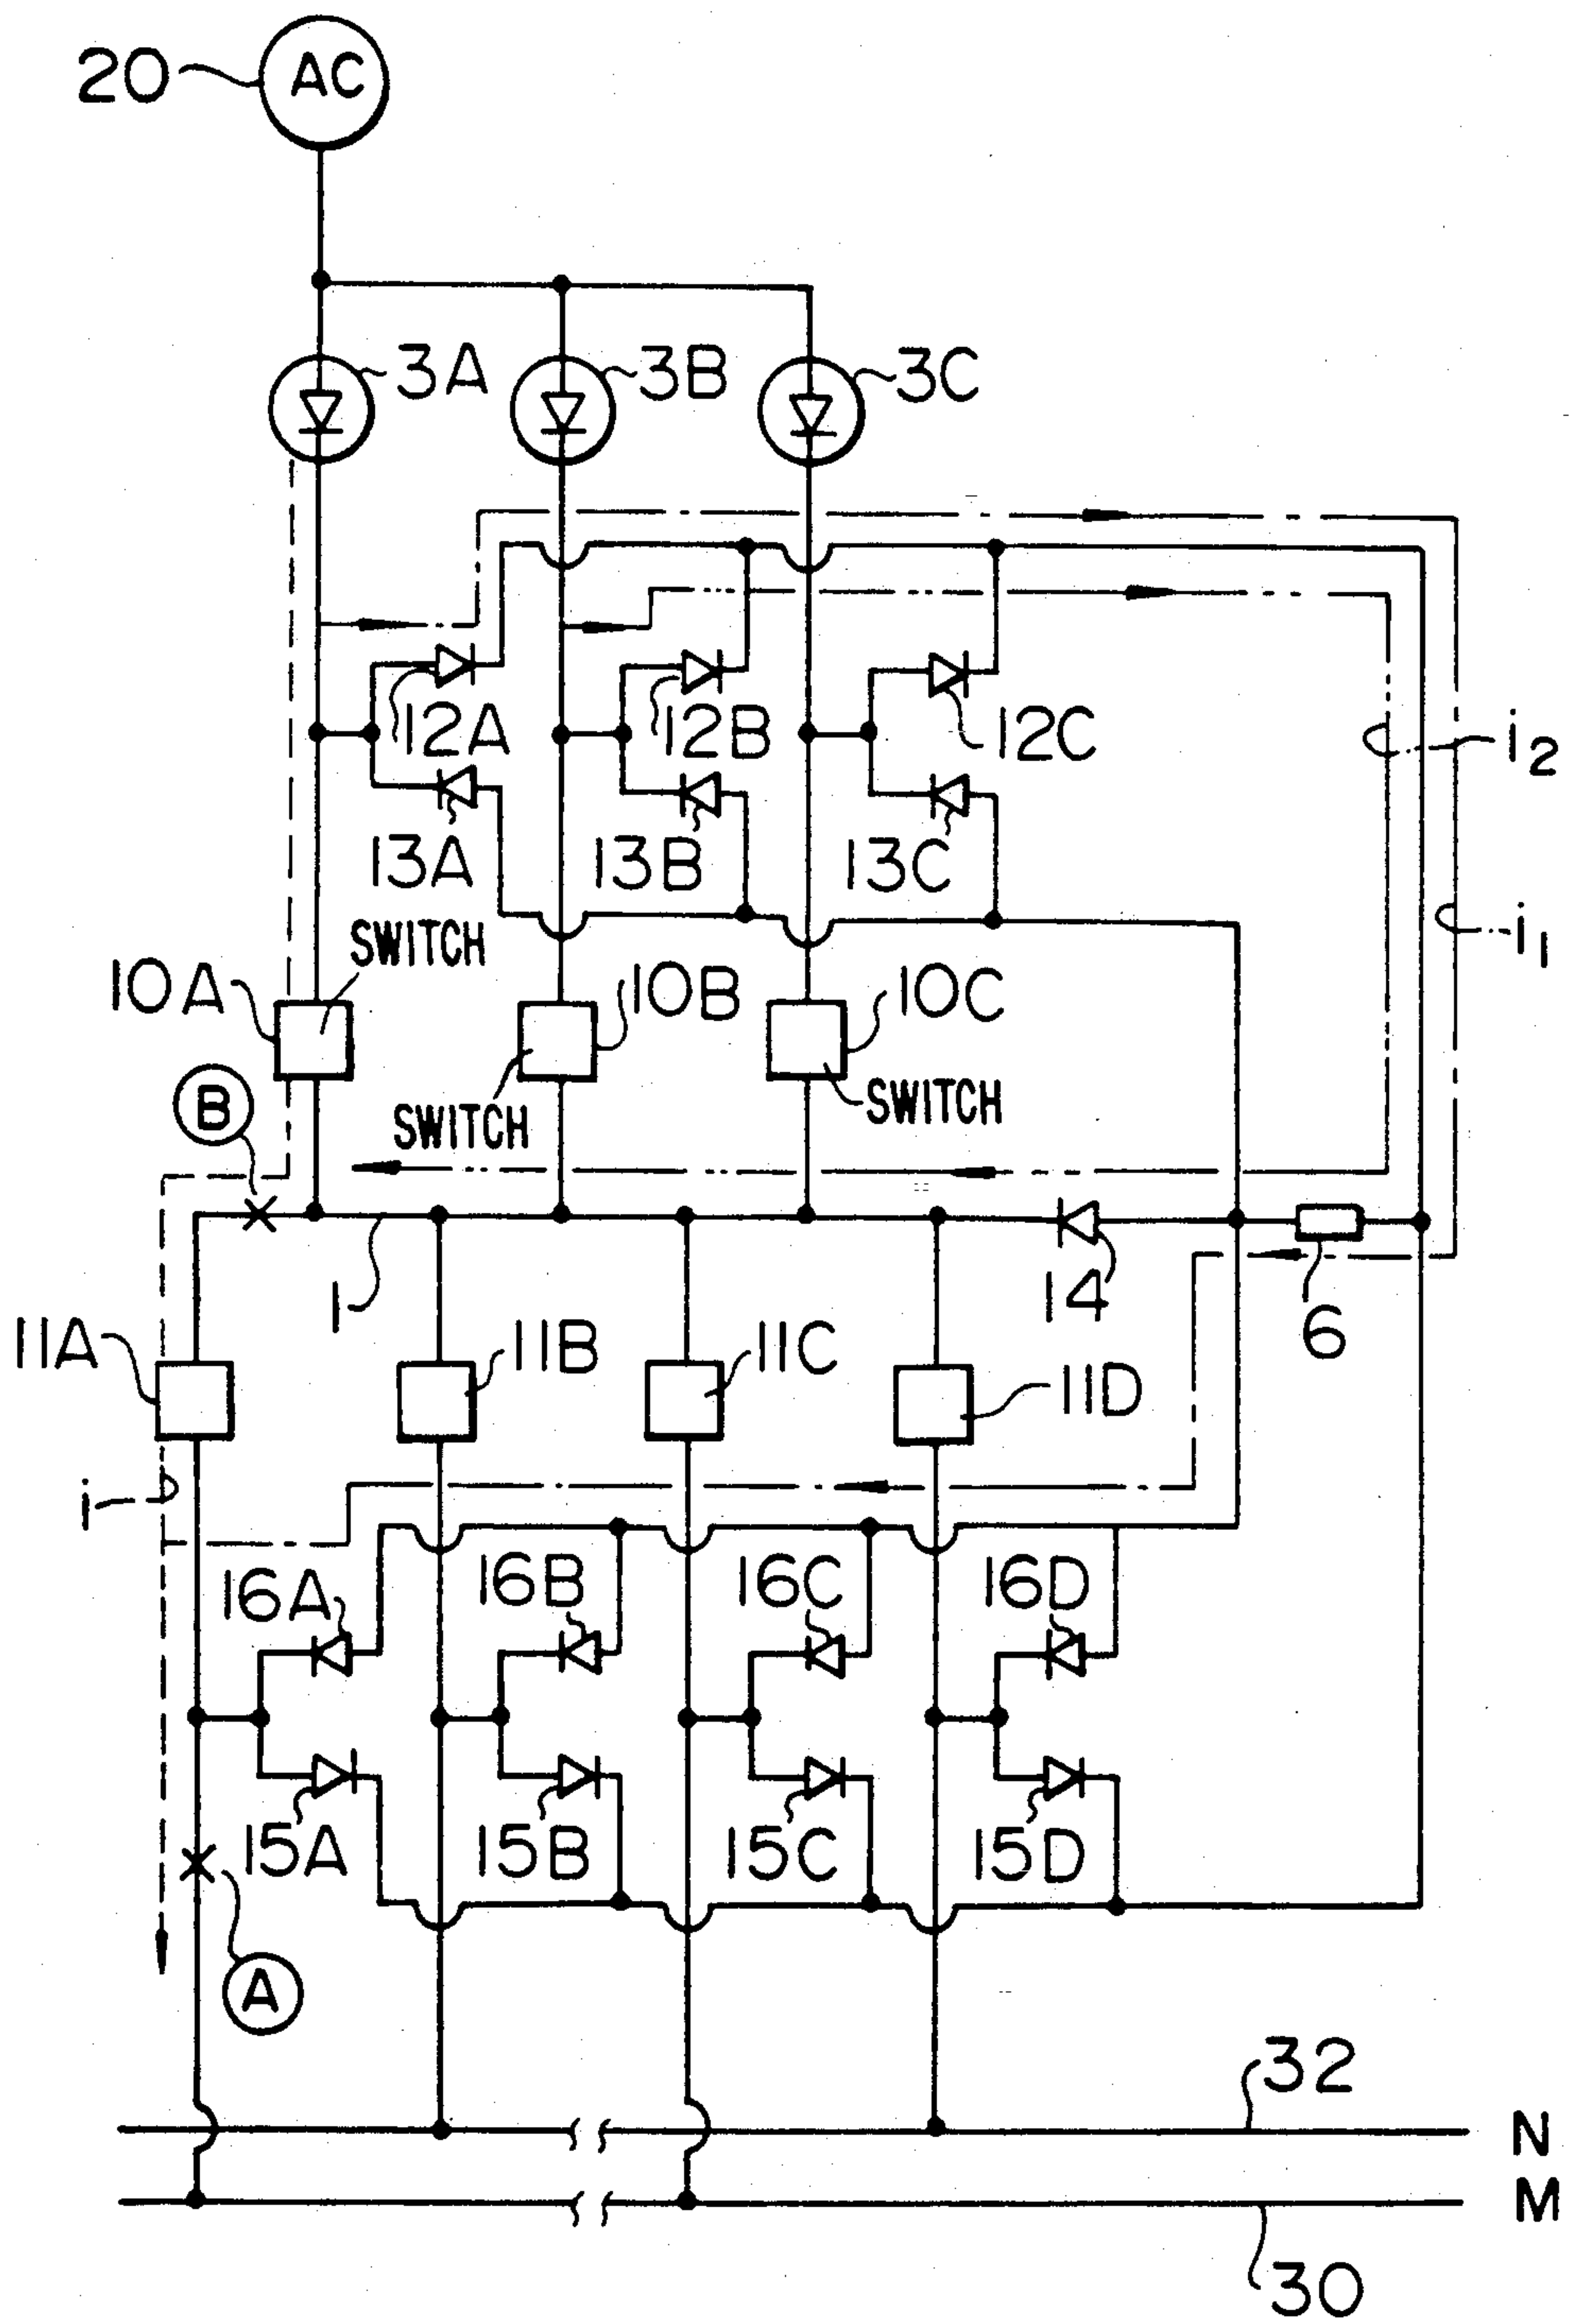 20 AC
3A 3B 3C
12A 12B 12C i2
13A 13B 13C
i1
SWITCH
10A 10B 10C
B
SWITCH SWITCH
1 14 6
11A 11B 11C 11D
i
16A 16B 16C 16D
15A 15B 15C 15D
A
32
N
M
30